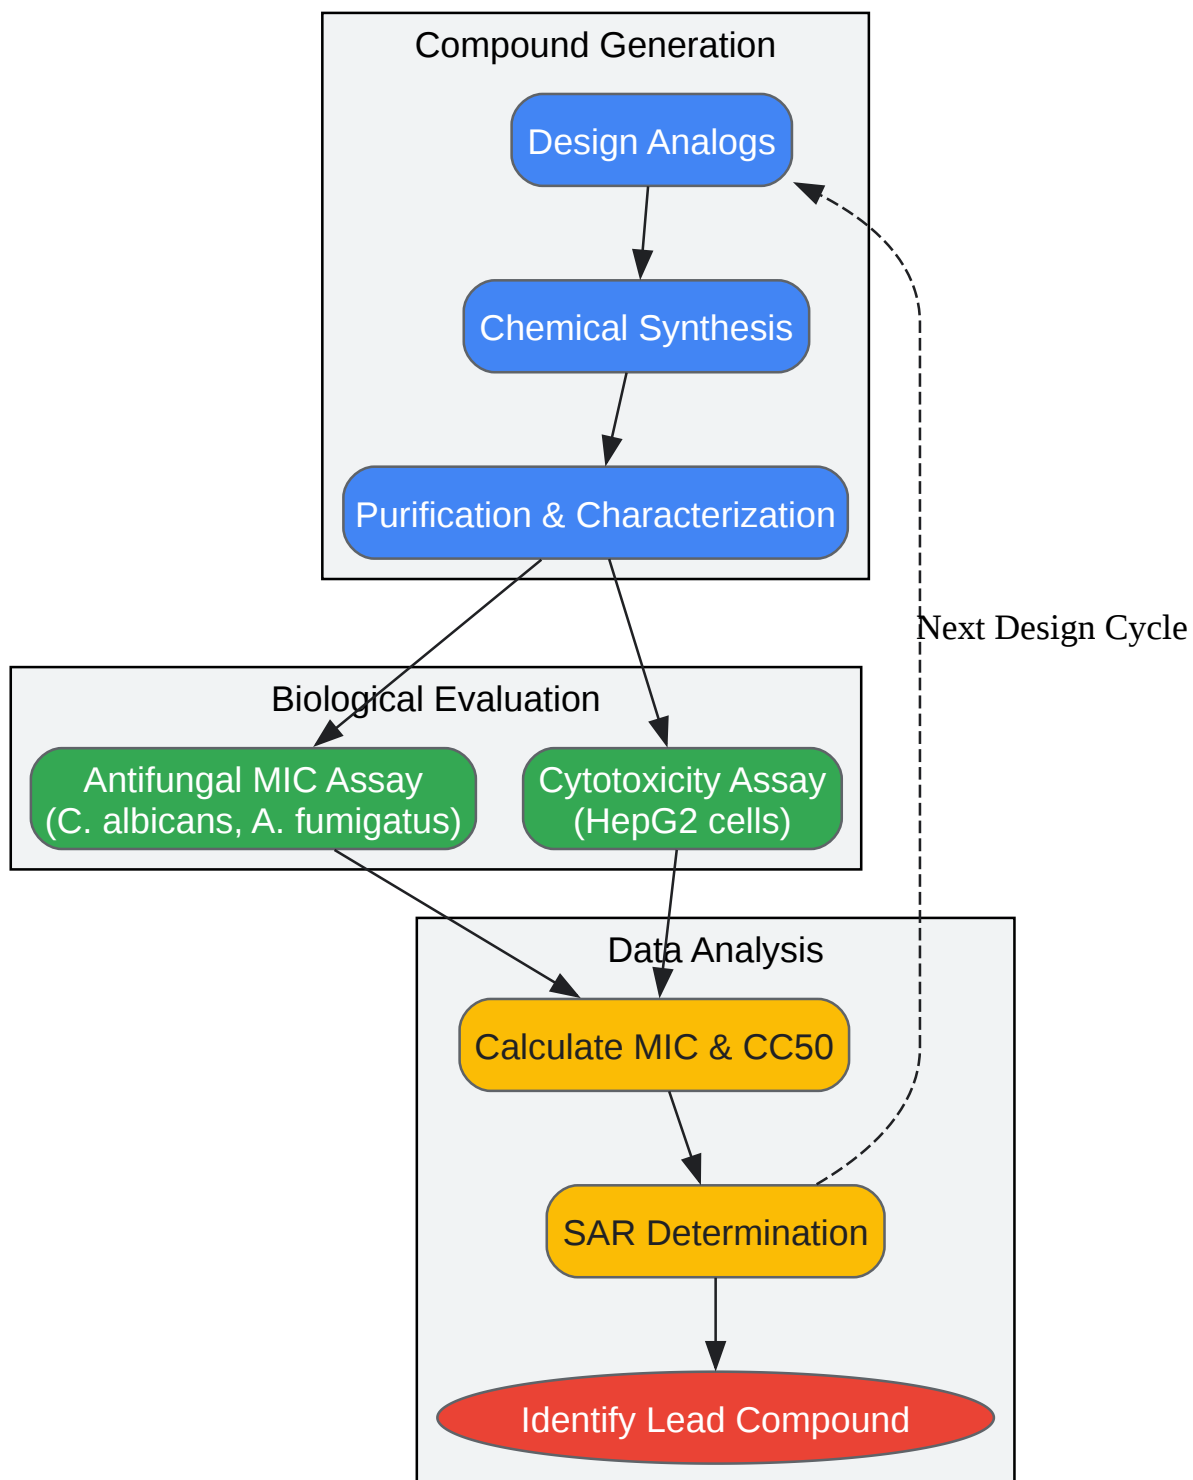 Compound Generation
Design Analogs
Chemical Synthesis
Purification & Characterization
Next Design Cycle
Biological Evaluation
Antifungal MIC Assay
(C. albicans, A. fumigatus)
Cytotoxicity Assay
(HepG2 cells)
Data Analysis
Calculate MIC & CC50
SAR Determination
Identify Lead Compound